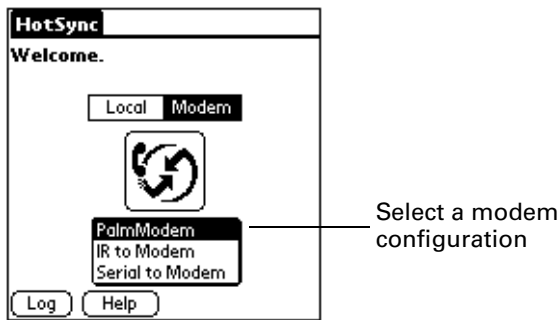 HotSync
Welcome.
Local Modem
PalmModem
IR to Modem
Serial to Modem
Select a modem
configuration
Log Help